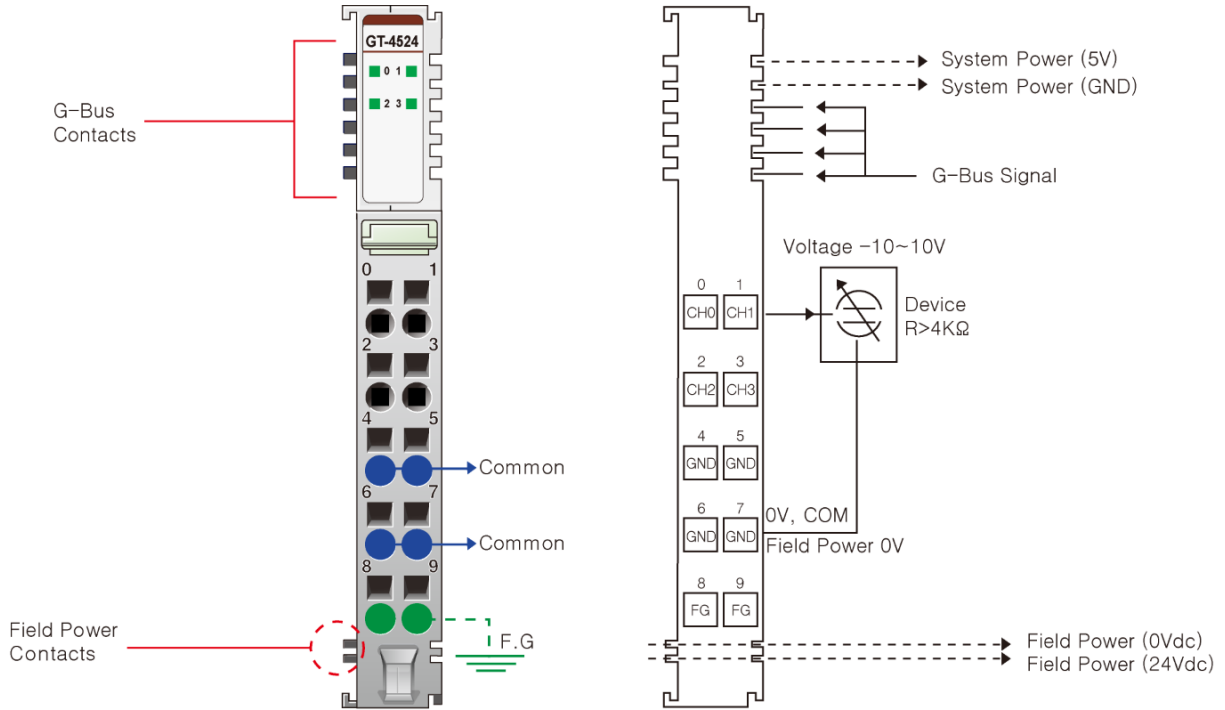 GT-4524
0 1
2 3
G-Bus
Contacts
0 1
2 3
4 5
Common
6 7
Common
8 9
F.G
Field Power
Contacts
System Power (5V)
System Power (GND)
G-Bus Signal
Voltage -10~10V
0 1
CH0 CH1
Device
R>4KΩ
2 3
CH2 CH3
4 5
GND GND
6 7
GND GND
0V, COM
Field Power 0V
8 9
FG FG
Field Power (0Vdc)
Field Power (24Vdc)